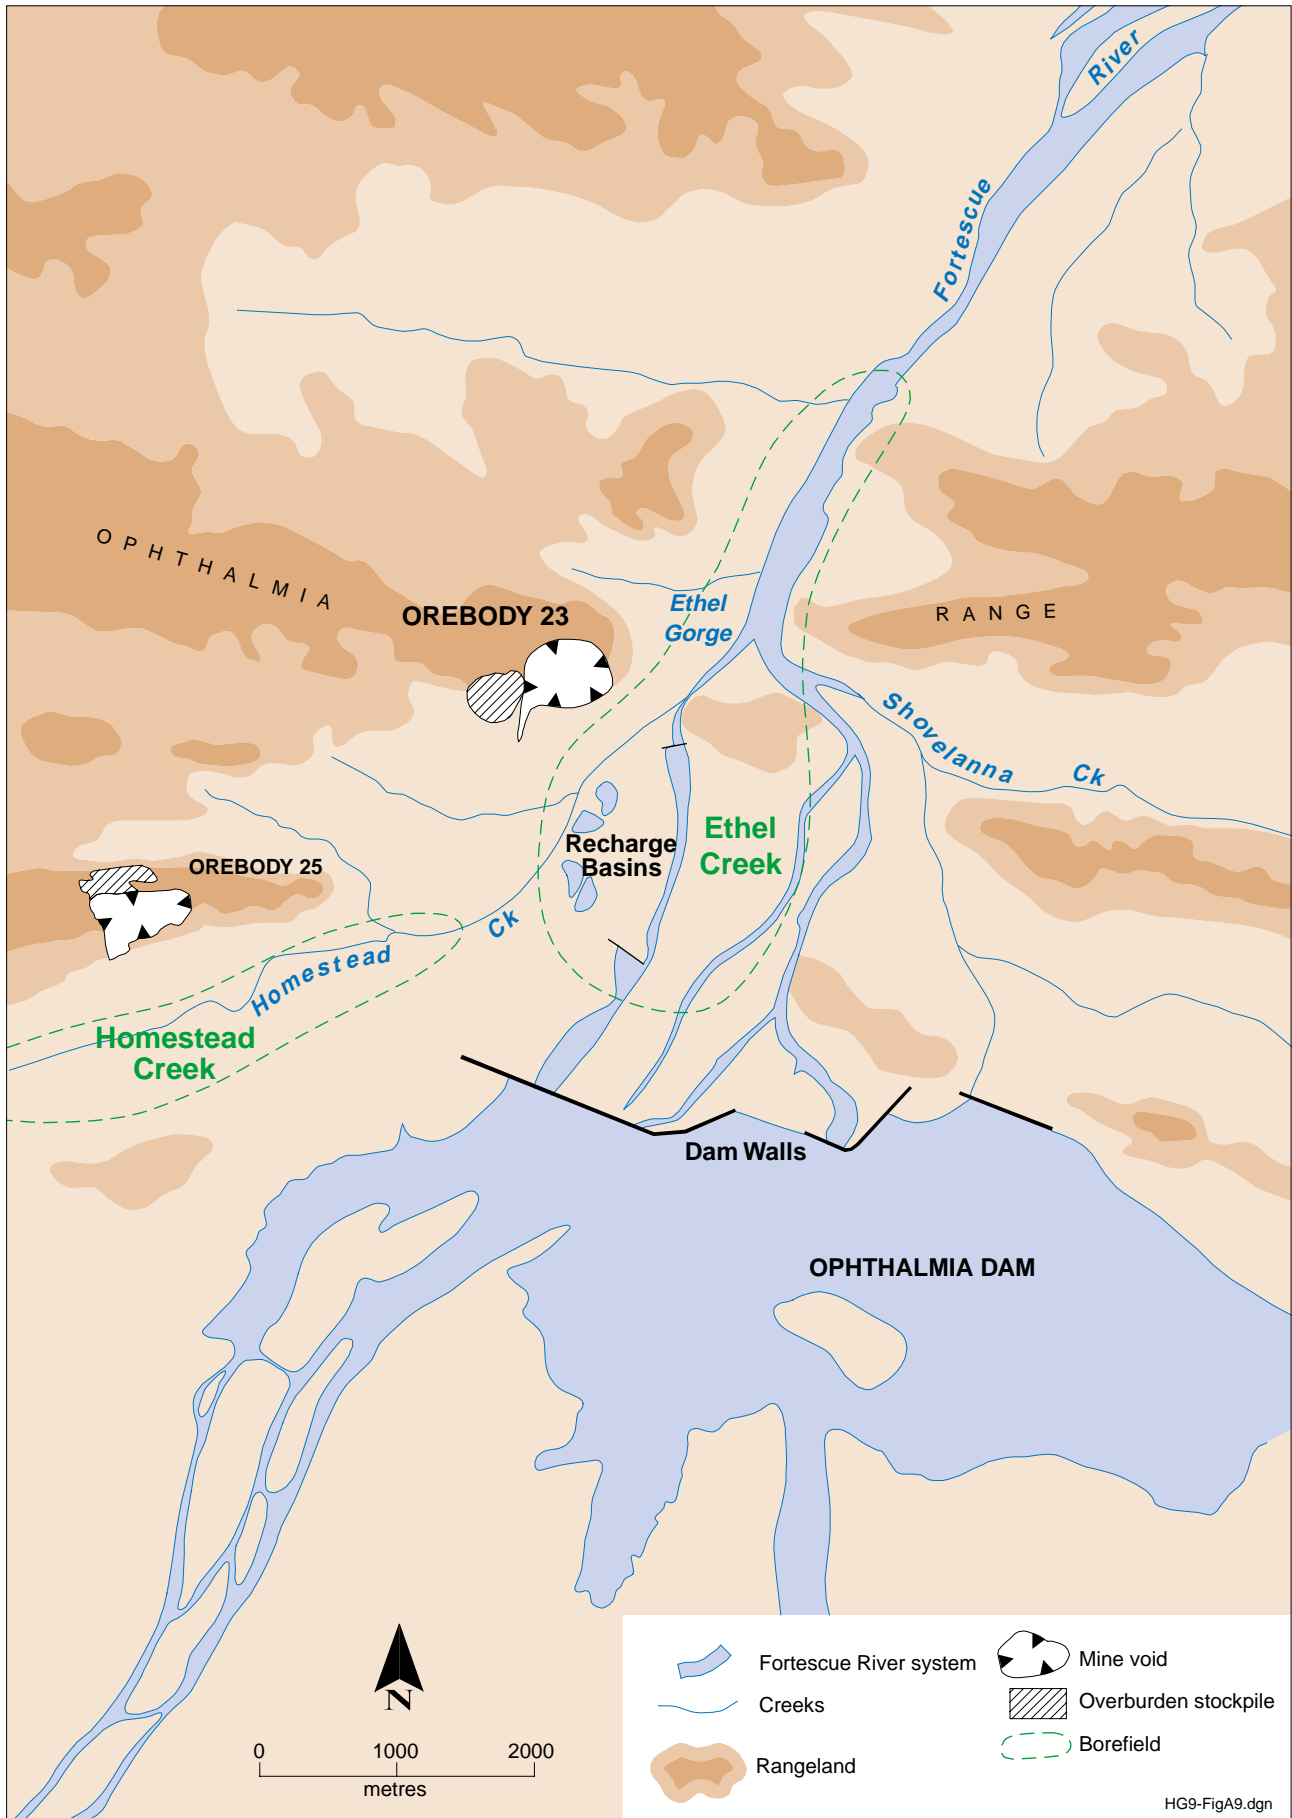 River
Fortescue
OPHTHALMIA
RANGE
OREBODY 23
Ethel
Gorge
Shovelanna Ck
Recharge
Basins
Ethel
Creek
OREBODY 25
Homestead Ck
Homestead
Creek
Dam Walls
OPHTHALMIA DAM
N
0 1000 2000
metres
Fortescue River system
Creeks
Rangeland
Mine void
Overburden stockpile
Borefield
HG9-FigA9.dgn